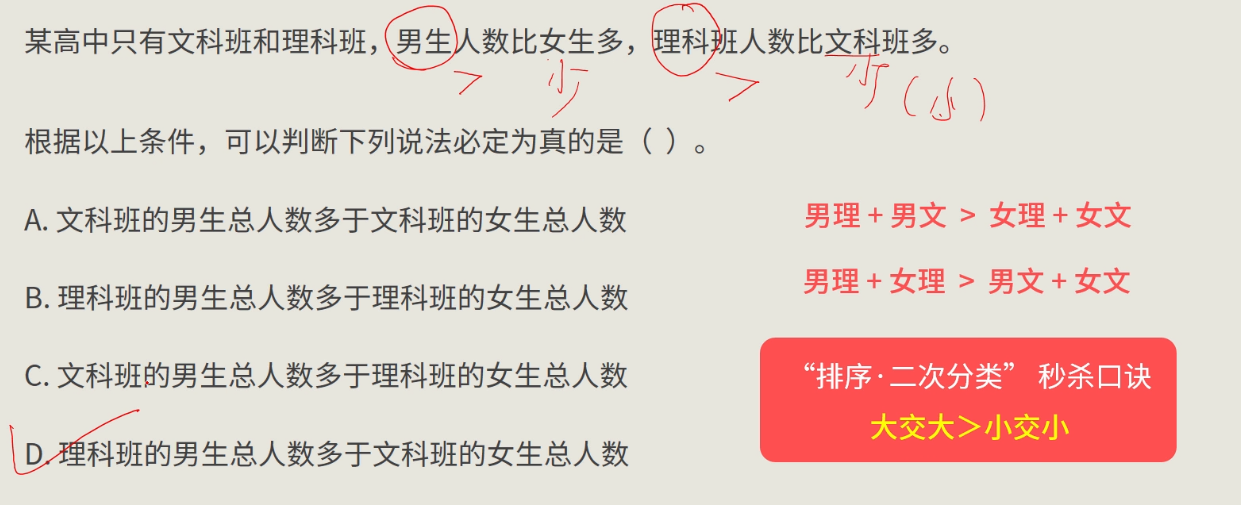 某高中只有文科班和理科班，男生人数比女生多，理科班人数比文科班多。
> 少 > 少 （小）
根据以上条件，可以判断下列说法必定为真的是（ ）。
A. 文科班的男生总人数多于文科班的女生总人数
B. 理科班的男生总人数多于理科班的女生总人数
C. 文科班的男生总人数多于理科班的女生总人数
D. 理科班的男生总人数多于文科班的女生总人数
男理 + 男文 > 女理 + 女文
男理 + 女理 > 男文 + 女文
“排序·二次分类” 秒杀口诀
大交大＞小交小